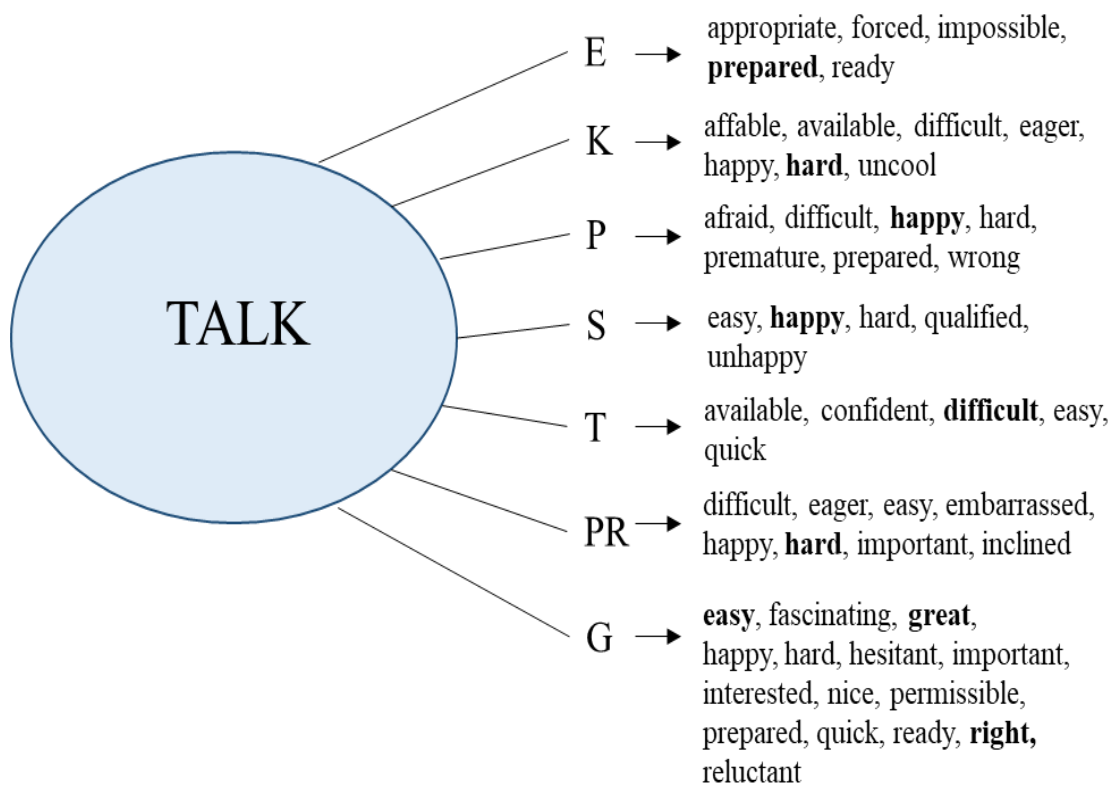 TALK
E
appropriate, forced, impossible,
prepared, ready
K
affable, available, difficult, eager,
happy, hard, uncool
P
afraid, difficult, happy, hard,
premature, prepared, wrong
S
easy, happy, hard, qualified,
unhappy
T
available, confident, difficult, easy,
quick
PR
difficult, eager, easy, embarrassed,
happy, hard, important, inclined
G
easy, fascinating, great,
happy, hard, hesitant, important,
interested, nice, permissible,
prepared, quick, ready, right,
reluctant